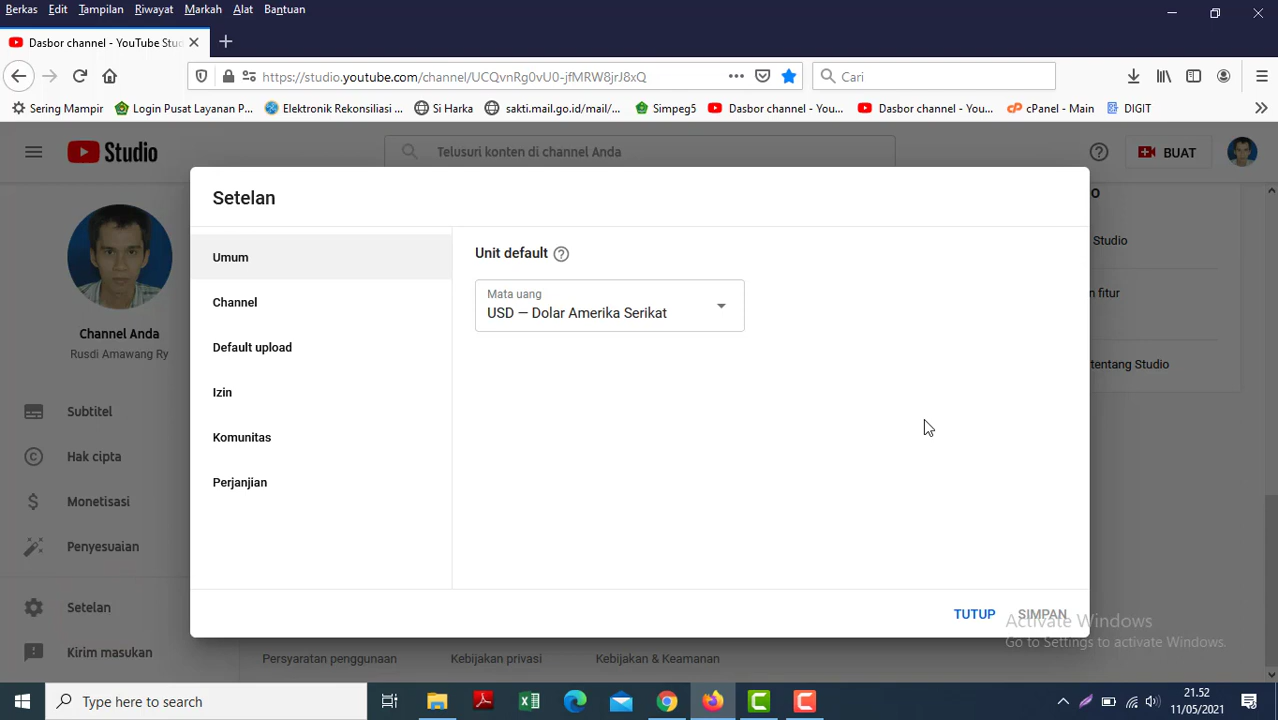 Berkas Edit Tampilan Riwayat Markah Alat Bantuan
Dasbor channel - YouTube Stu
https://studio.youtube.com/channel/UCQvnRg0vU0-jfMRW8jrJ8xQ
Cari
Sering Mampir Login Pusat Layanan P... Elektronik Rekonsiliasi ... Si Harka sakti.mail.go.id/mail/... Simpeg5 Dasbor channel - You... Dasbor channel - You... cPanel - Main DIGIT
Studio
Telusuri konten di channel Anda
BUAT
Setelan
Umum
Channel
Default upload
Izin
Komunitas
Perjanjian
Unit default
Mata uang
USD — Dolar Amerika Serikat
TUTUP SIMPAN
Channel Anda
Rusdi Amawang Ry
Subtitel
Hak cipta
Monetisasi
Penyesuaian
Setelan
Kirim masukan
o
Studio
n fitur
tentang Studio
Persyaratan penggunaan Kebijakan privasi Kebijakan & Keamanan
Activate Windows
Go to Settings to activate Windows.
Type here to search
21.52
11/05/2021